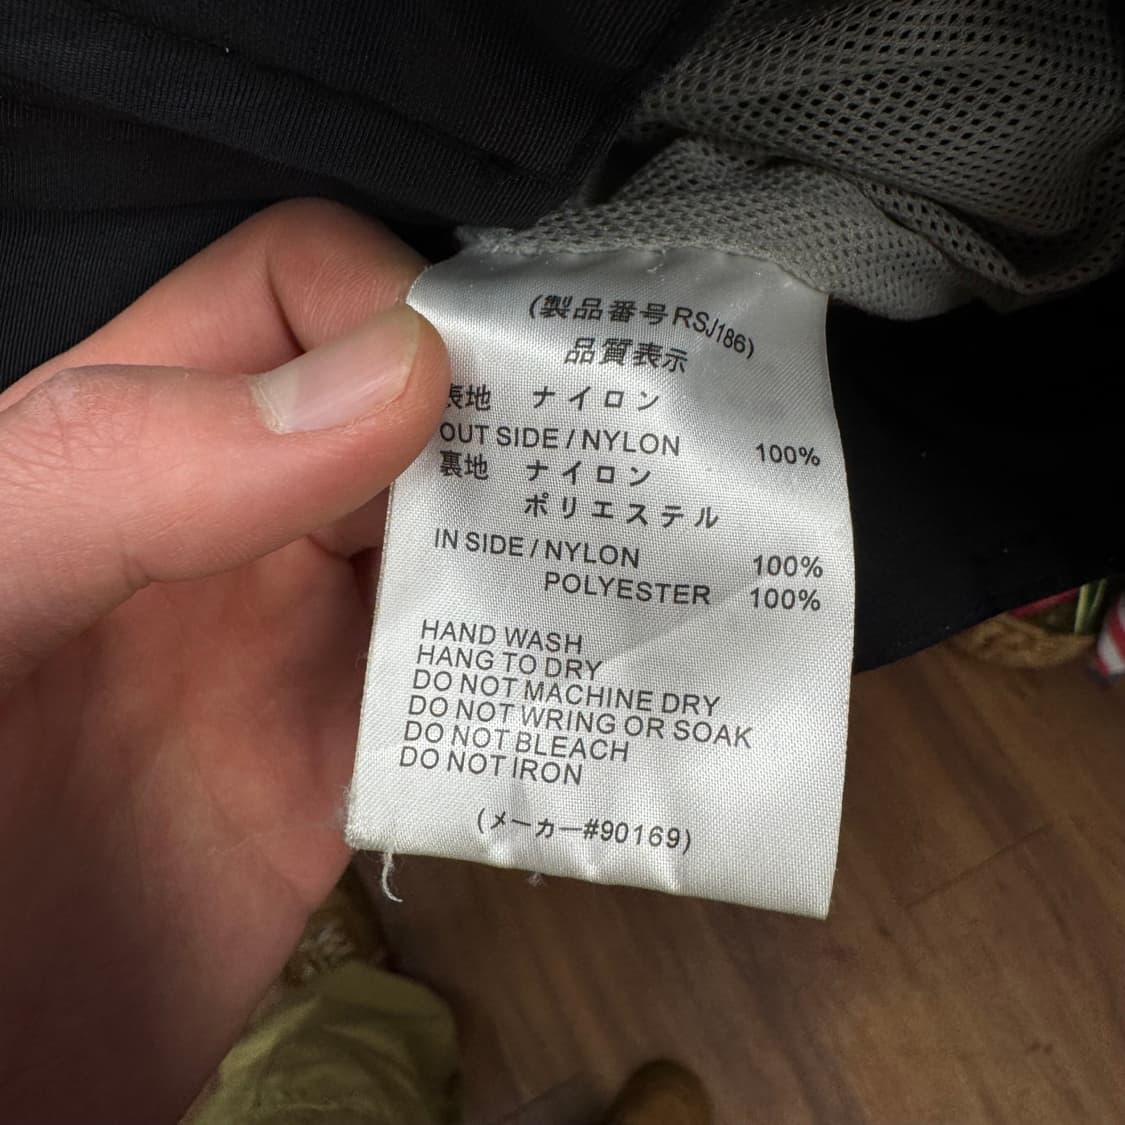 (製品番号RSJ186)
品質表示
表地 ナイロン
OUT SIDE / NYLON 100%
裏地 ナイロン
ポリエステル
IN SIDE / NYLON 100%
POLYESTER 100%
HAND WASH
HANG TO DRY
DO NOT MACHINE DRY
DO NOT WRING OR SOAK
DO NOT BLEACH
DO NOT IRON
(メーカー#90169)